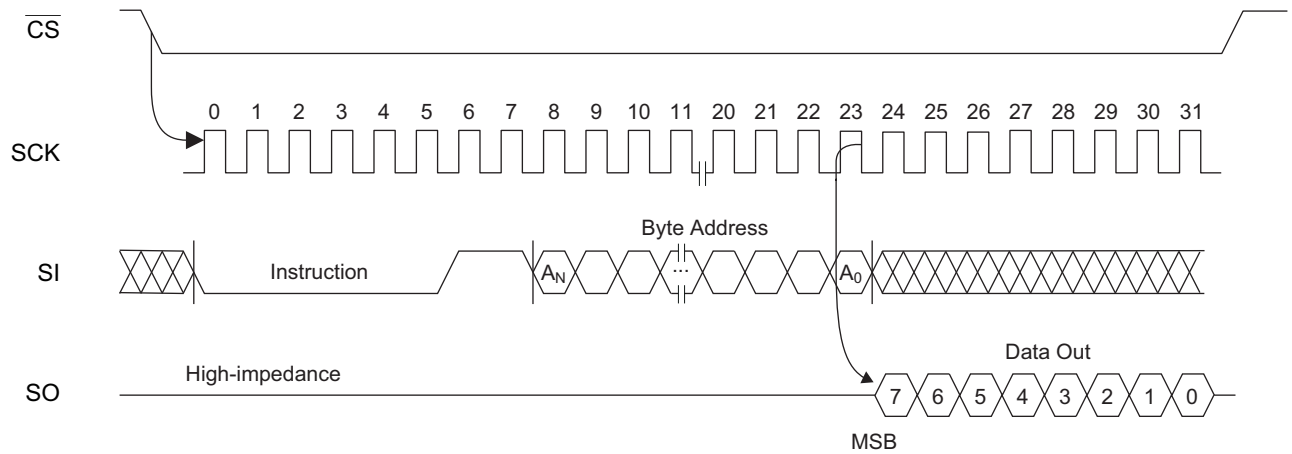 CS
0 1 2 3 4 5 6 7 8 9 10 11 20 21 22 23 24 25 26 27 28 29 30 31
SCK
Byte Address
SI Instruction AN ... A0
Data Out
High-impedance
SO 7 6 5 4 3 2 1 0
MSB